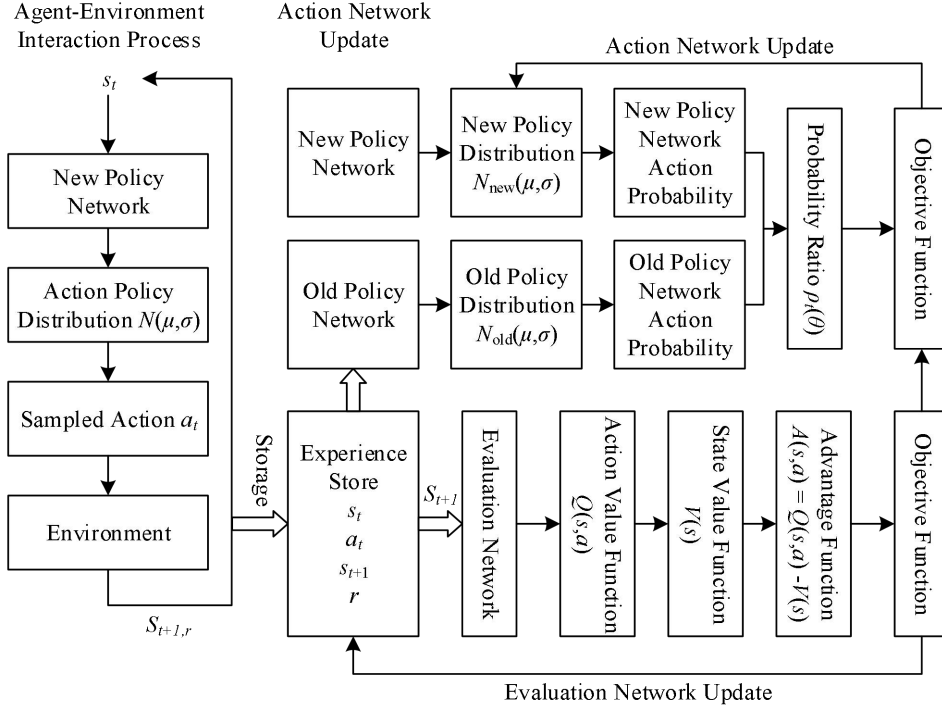 Agent-Environment
Interaction Process
s_t
New Policy
Network
Action Policy
Distribution N(μ,σ)
Sampled Action a_t
Environment
S_{t+1,r}
Storage
Action Network
Update
Action Network Update
New Policy
Network
New Policy
Distribution
N_new(μ,σ)
New Policy
Network
Action
Probability
Old Policy
Network
Old Policy
Distribution
N_old(μ,σ)
Old Policy
Network
Action
Probability
Probability Ratio ρ_t(θ)
Objective Function
Experience
Store
s_t
a_t
s_{t+1}
r
S_{t+1}
Evaluation Network
Action Value Function
Q(s,a)
State Value Function
V(s)
Advantage Function
A(s,a) = Q(s,a) -V(s)
Objective Function
Evaluation Network Update